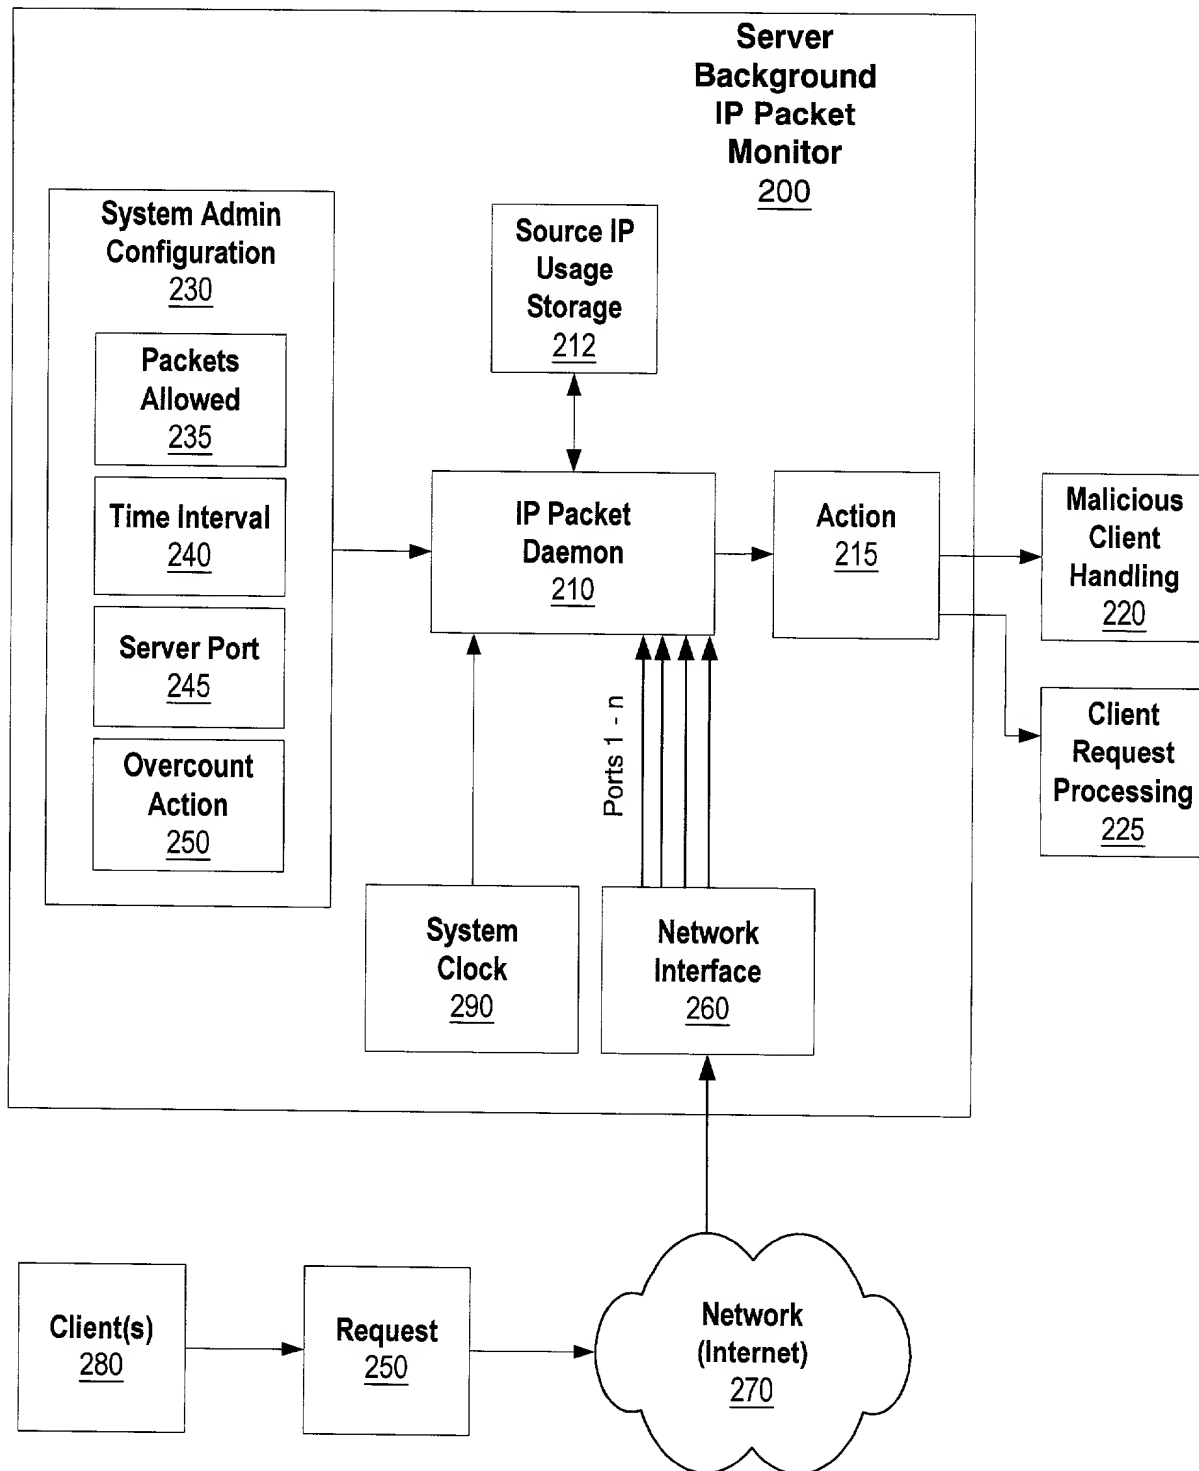 Server
Background
IP Packet
Monitor
200
System Admin
Configuration
230
Packets
Allowed
235
Time Interval
240
Server Port
245
Overcount
Action
250
Source IP
Usage
Storage
212
IP Packet
Daemon
210
Action
215
Malicious
Client
Handling
220
Client
Request
Processing
225
Ports 1 - n
System
Clock
290
Network
Interface
260
Client(s)
280
Request
250
Network
(Internet)
270